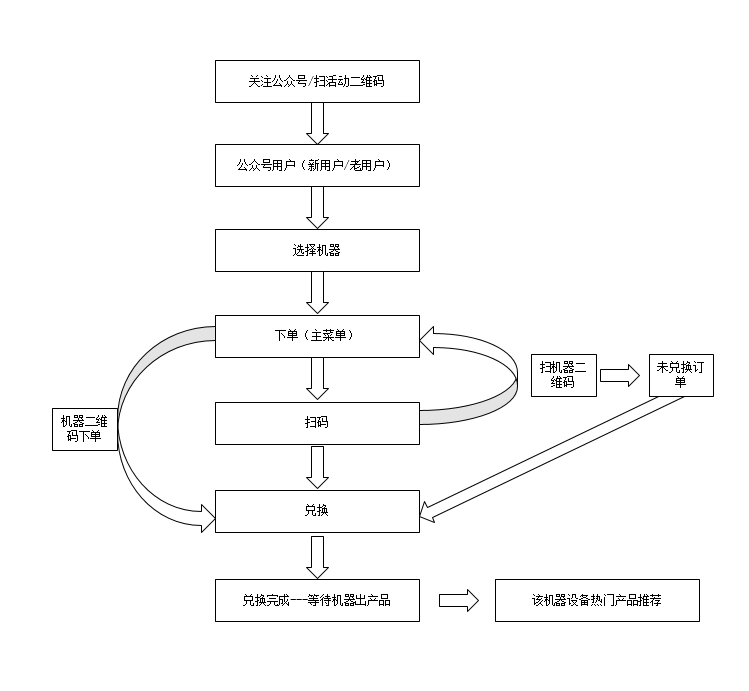 关注公众号/扫活动二维码
公众号用户（新用户/老用户）
选择机器
下单（主菜单）
扫机器二
维码
未兑换订
单
机器二维
码下单
扫码
兑换
兑换完成---等待机器出产品
该机器设备热门产品推荐